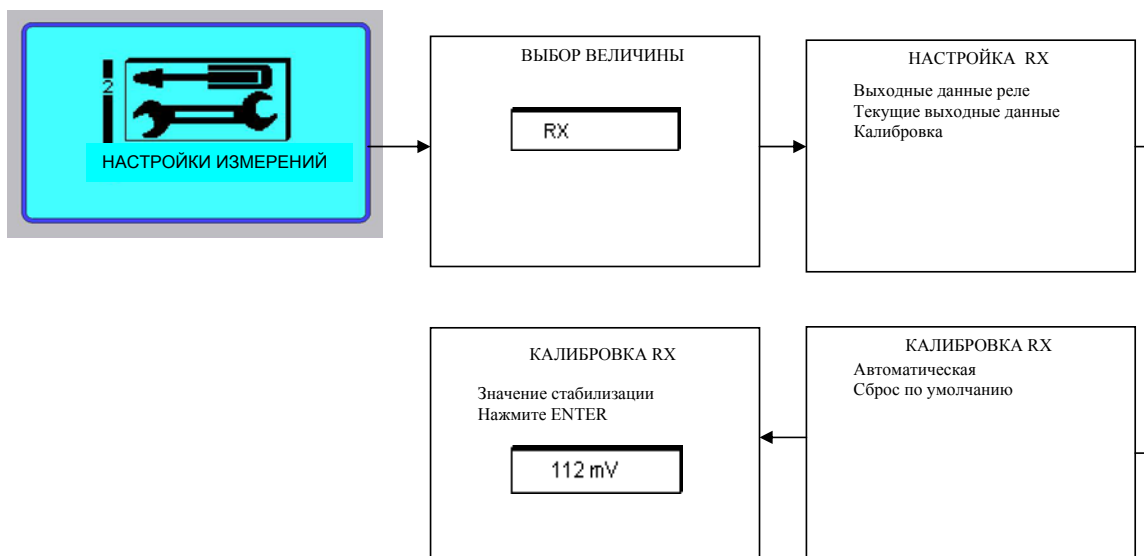 2
НАСТРОЙКИ ИЗМЕРЕНИЙ
ВЫБОР ВЕЛИЧИНЫ
RX
НАСТРОЙКА RX
Выходные данные реле
Текущие выходные данные
Калибровка
КАЛИБРОВКА RX
Значение стабилизации
Нажмите ENTER
112 mV
КАЛИБРОВКА RX
Автоматическая
Сброс по умолчанию